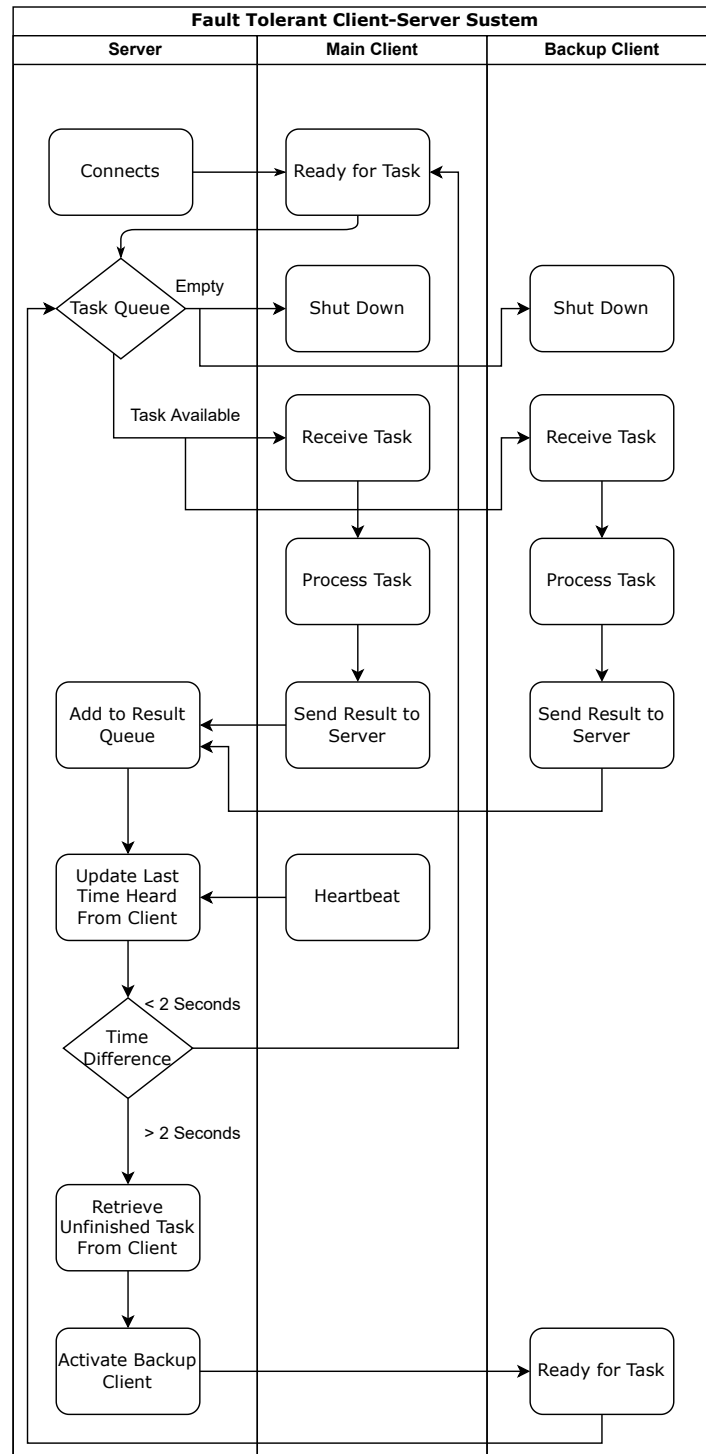 Fault Tolerant Client-Server Sustem
Server
Main Client
Backup Client
Connects
Ready for Task
Task Queue
Empty
Shut Down
Shut Down
Task Available
Receive Task
Receive Task
Process Task
Process Task
Add to Result
Queue
Send Result to
Server
Send Result to
Server
Update Last
Time Heard
From Client
Heartbeat
< 2 Seconds
Time
Difference
> 2 Seconds
Retrieve
Unfinished Task
From Client
Activate Backup
Client
Ready for Task